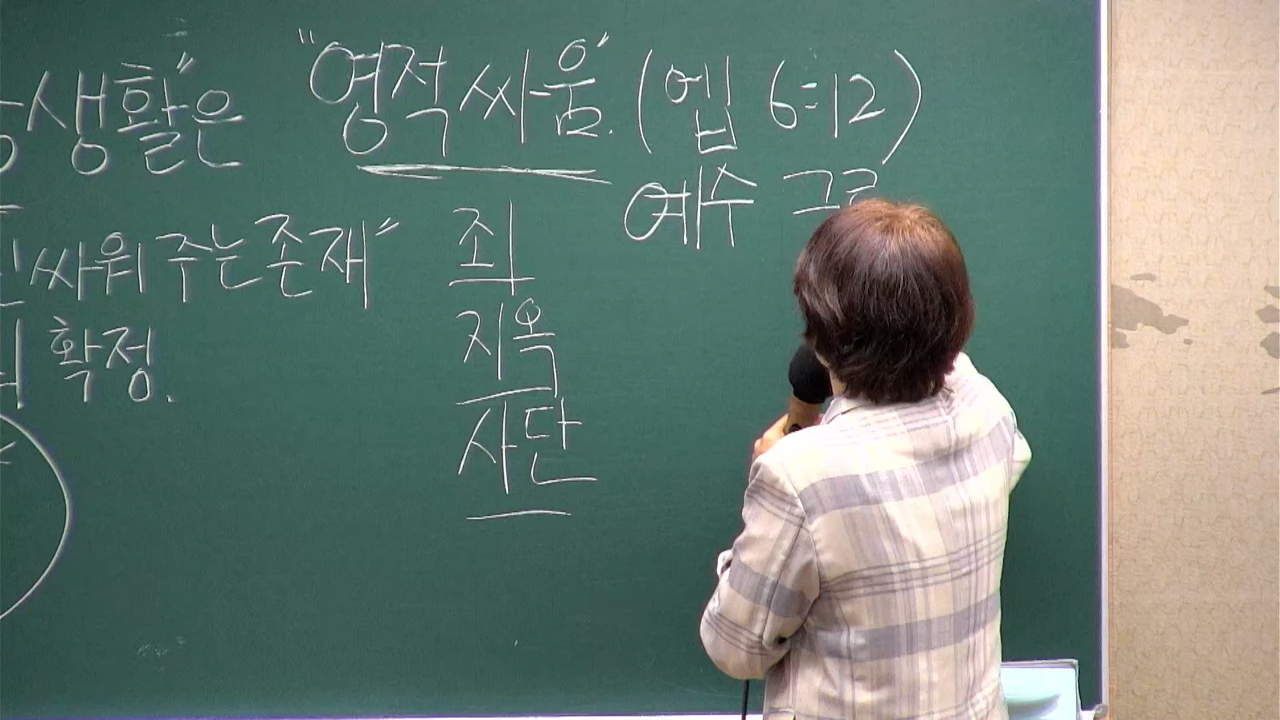 생활”은 “영적 싸움”. (엡 6:12)
예수 그리
싸워 주는 존재” 죄
확정. 지옥
사단